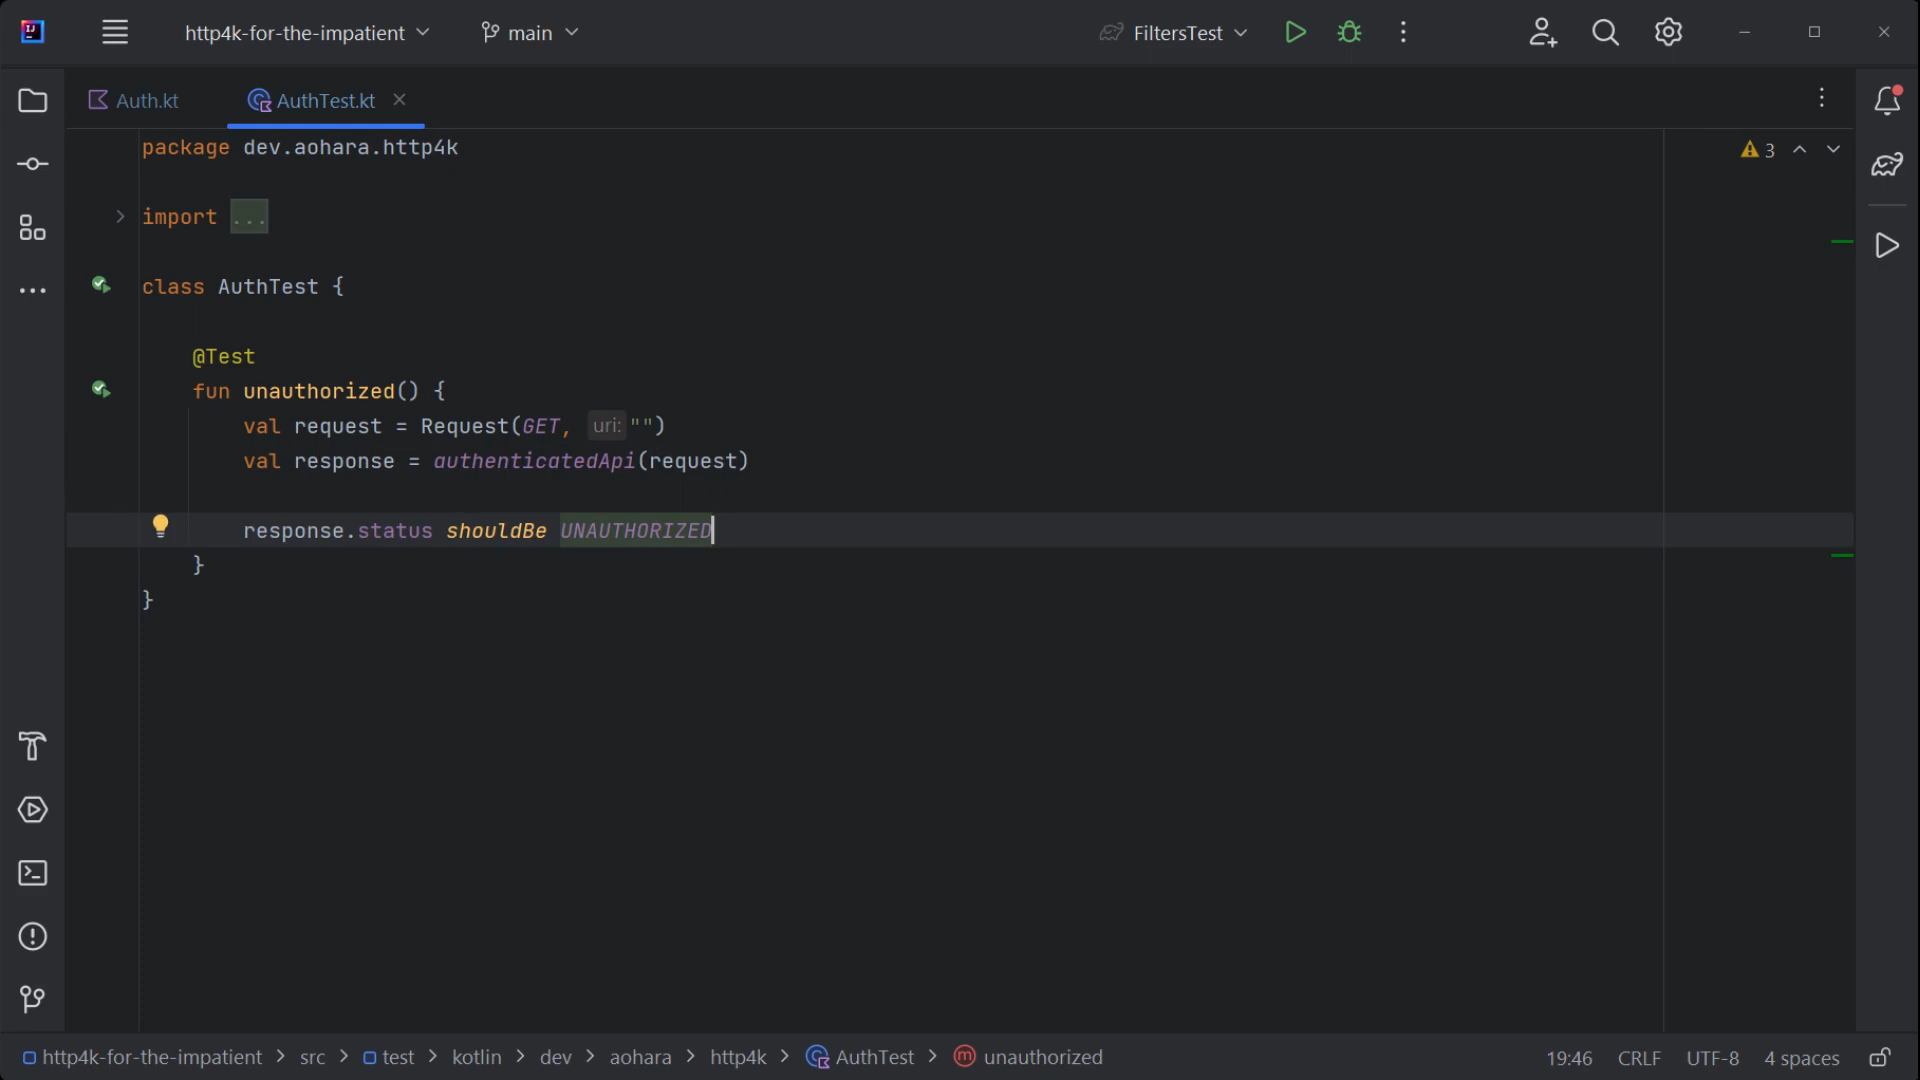 http4k-for-the-impatient
main
FiltersTest
Auth.kt
AuthTest.kt
package dev.aohara.http4k
3
import ...
class AuthTest {
@Test
fun unauthorized() {
val request = Request(GET, uri: "")
val response = authenticatedApi(request)
response.status shouldBe UNAUTHORIZED
}
}
http4k-for-the-impatient > src > test > kotlin > dev > aohara > http4k > AuthTest > unauthorized
19:46 CRLF UTF-8 4 spaces